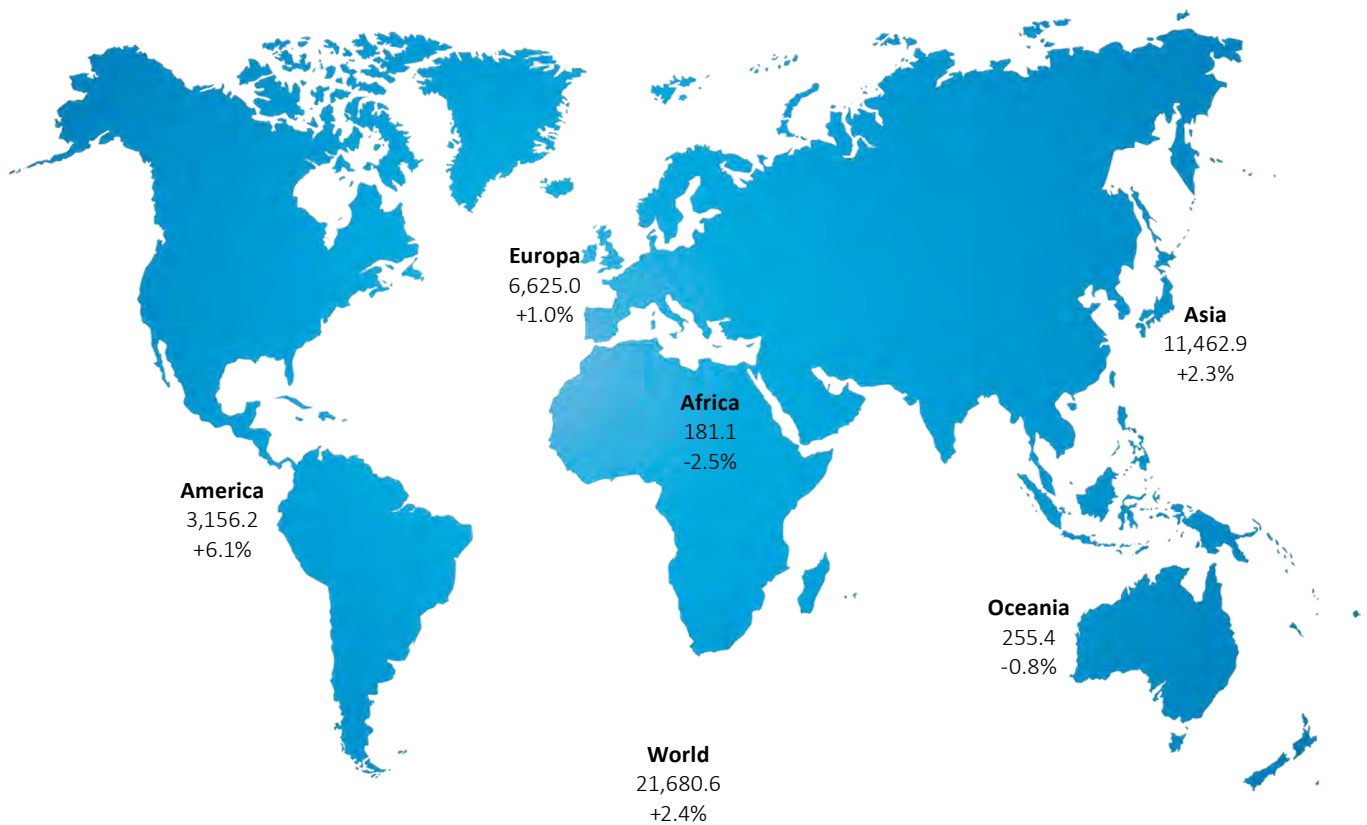 Europa
6,625.0
+1.0%
Asia
11,462.9
+2.3%
Africa
181.1
-2.5%
America
3,156.2
+6.1%
Oceania
255.4
-0.8%
World
21,680.6
+2.4%